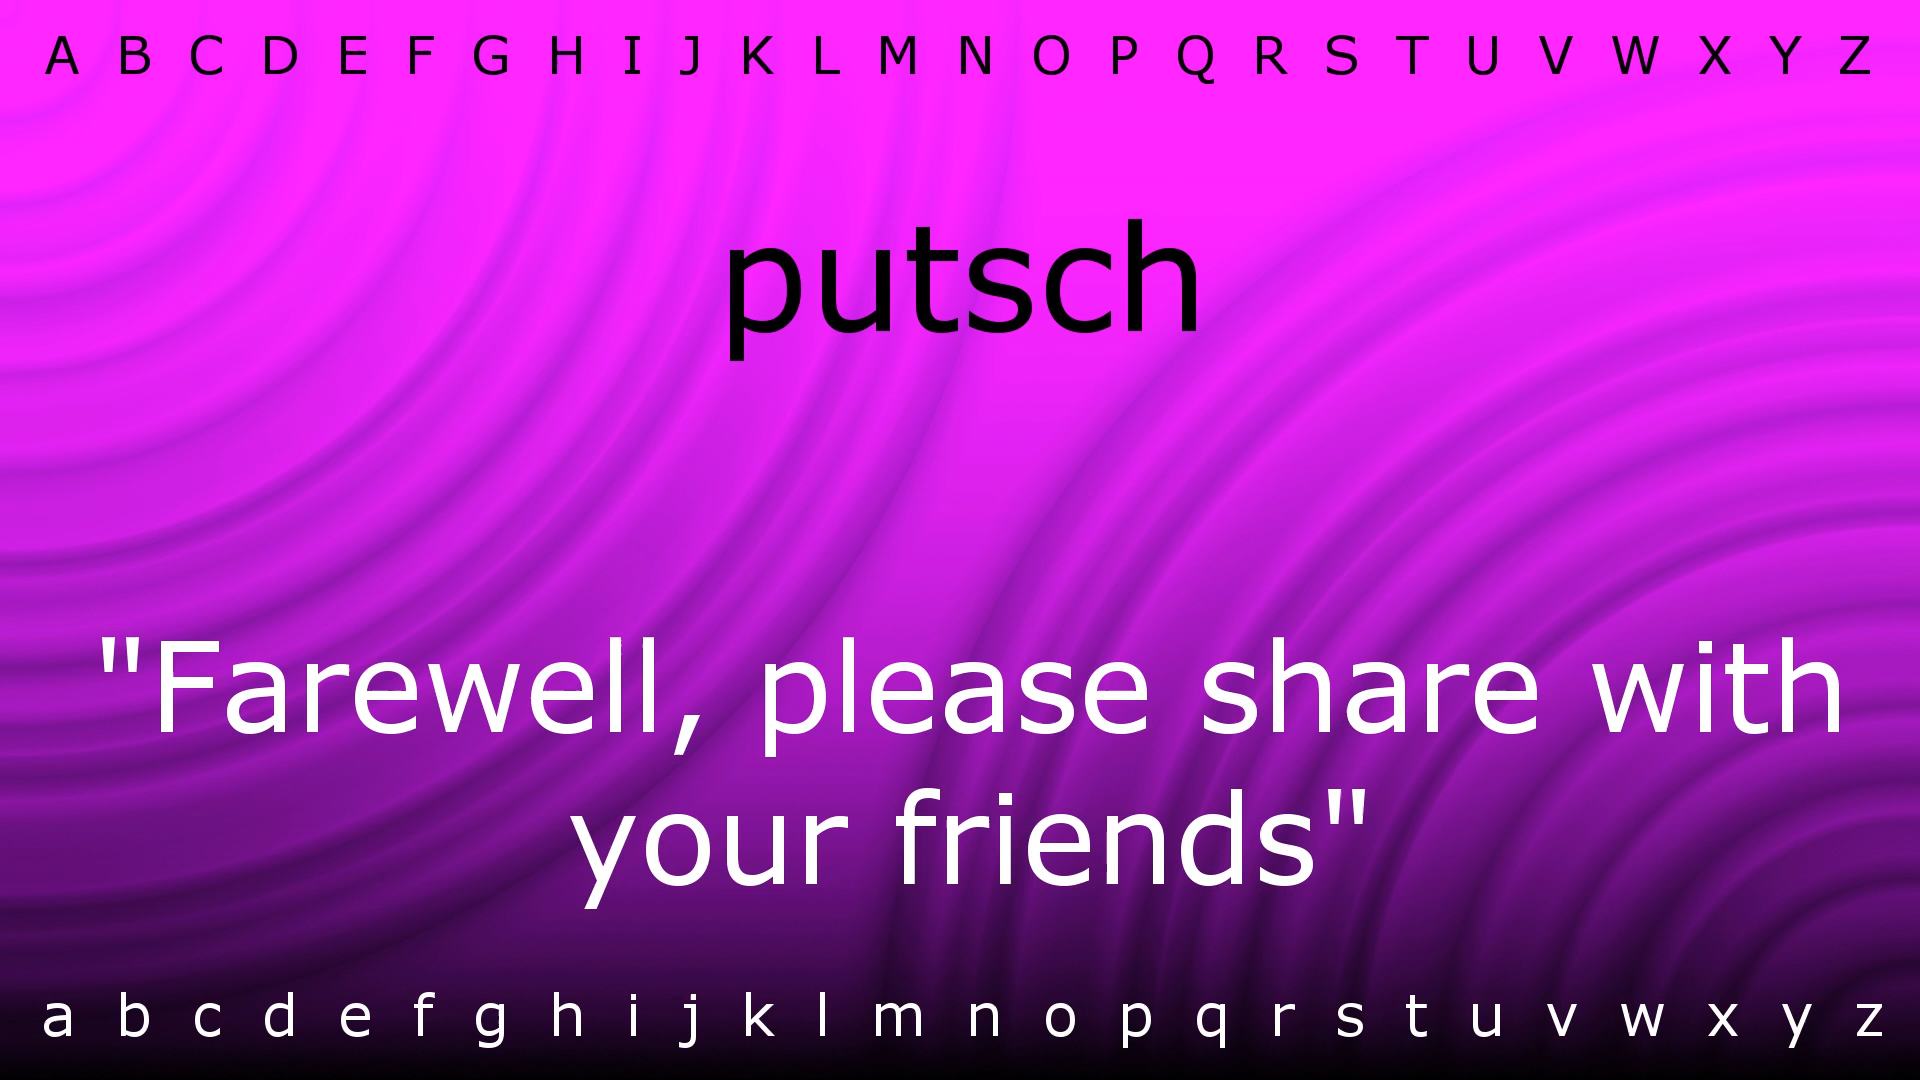 A B C D E F G H I J K L M N O P Q R S T U V W X Y Z
putsch
"Farewell, please share with
your friends"
a b c d e f g h i j k l m n o p q r s t u v w x y z